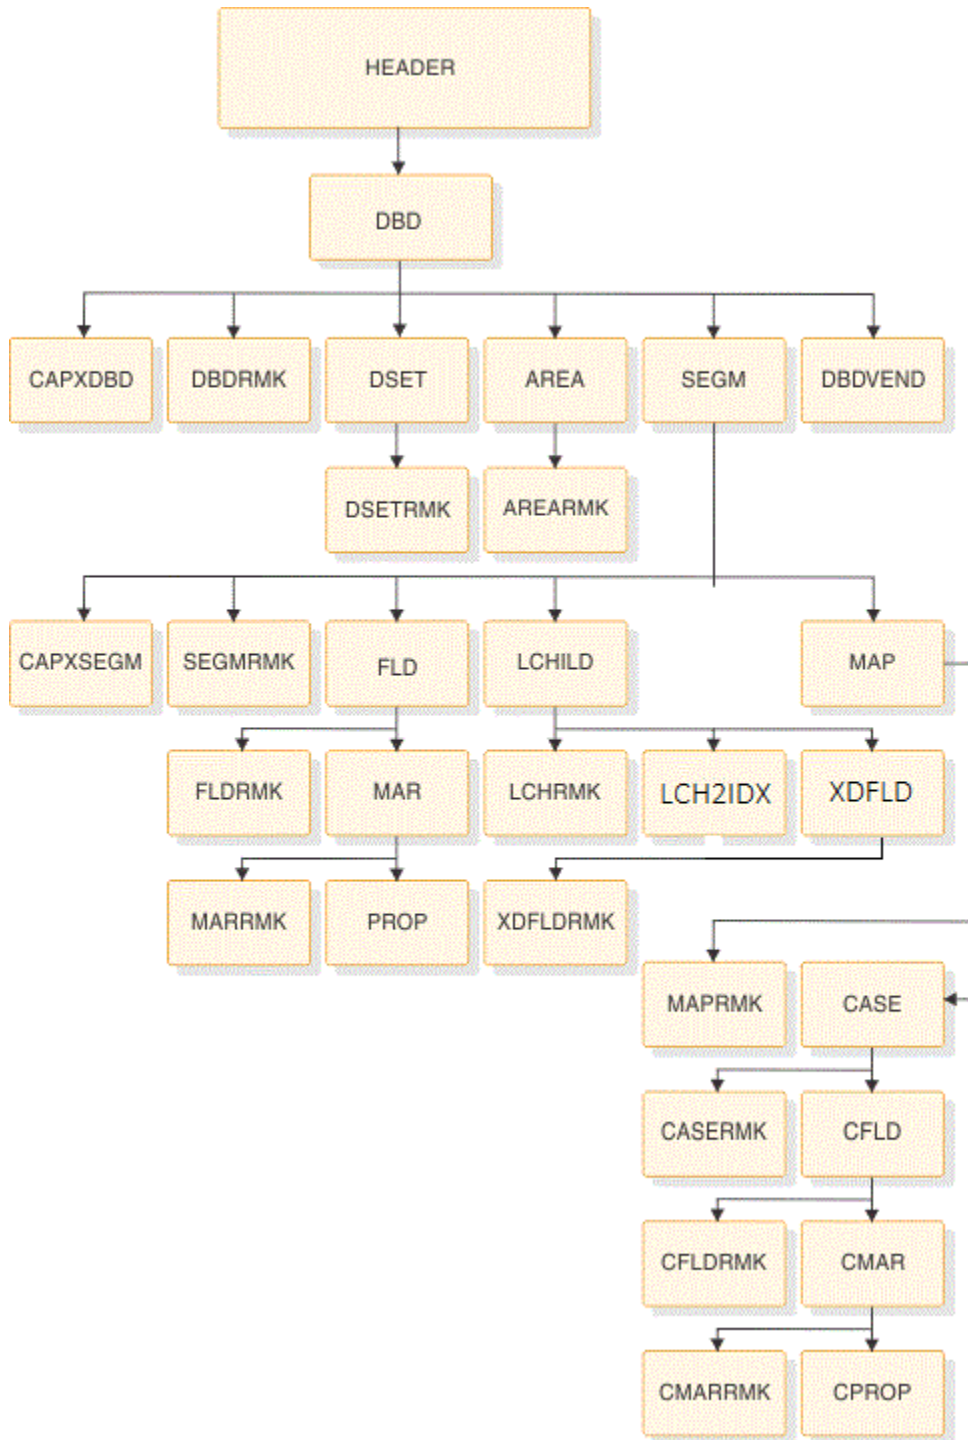 HEADER
DBD
CAPXDBD
DBDRMK
DSET
AREA
SEGM
DBDVEND
DSETRMK
AREARMK
CAPXSEGM
SEGMRMK
FLD
LCHILD
MAP
FLDRMK
MAR
LCHRMK
LCH2IDX
XDFLD
MARRMK
PROP
XDFLDRMK
MAPRMK
CASE
CASERMK
CFLD
CFLDRMK
CMAR
CMARRMK
CPROP